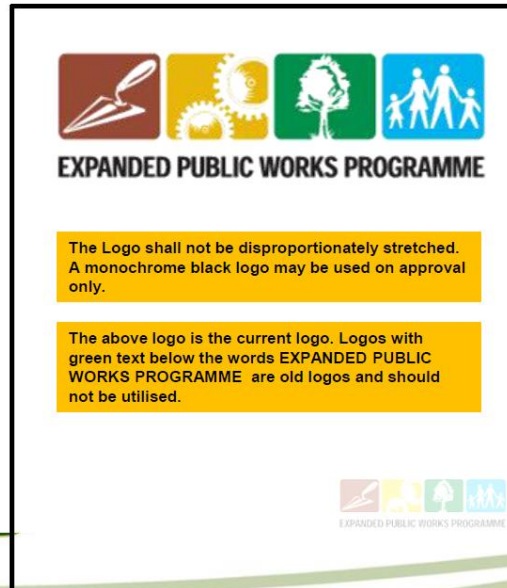 EXPANDED PUBLIC WORKS PROGRAMME
The Logo shall not be disproportionately stretched.
A monochrome black logo may be used on approval
only.
The above logo is the current logo. Logos with
green text below the words EXPANDED PUBLIC
WORKS PROGRAMME are old logos and should
not be utilised.
EXPANDED PUBLIC WORKS PROGRAMME